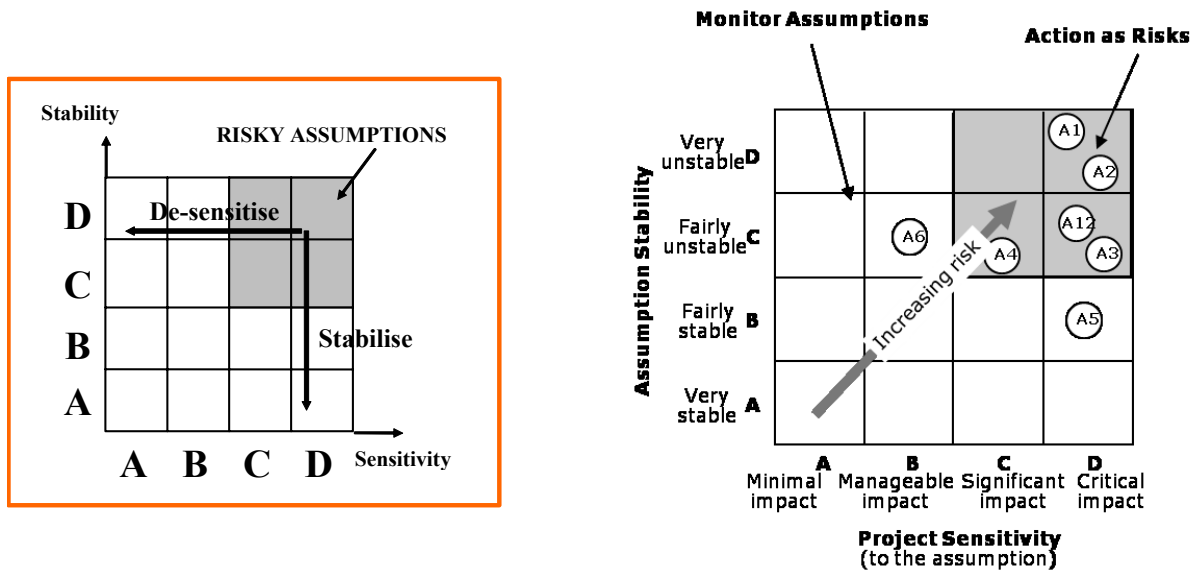 Stability
RISKY ASSUMPTIONS
D
De-sensitise
C
B
Stabilise
A
A B C D
Sensitivity
Monitor Assumptions
Action as Risks
Assumption Stability
Very
unstable D
Fairly
unstable C
Fairly
stable B
Very
stable A
A1
A2
A12
A6
A4
A3
A5
Increasing risk
A B C D
Minimal Manageable Significant Critical
impact impact impact impact
Project Sensitivity
(to the assumption)